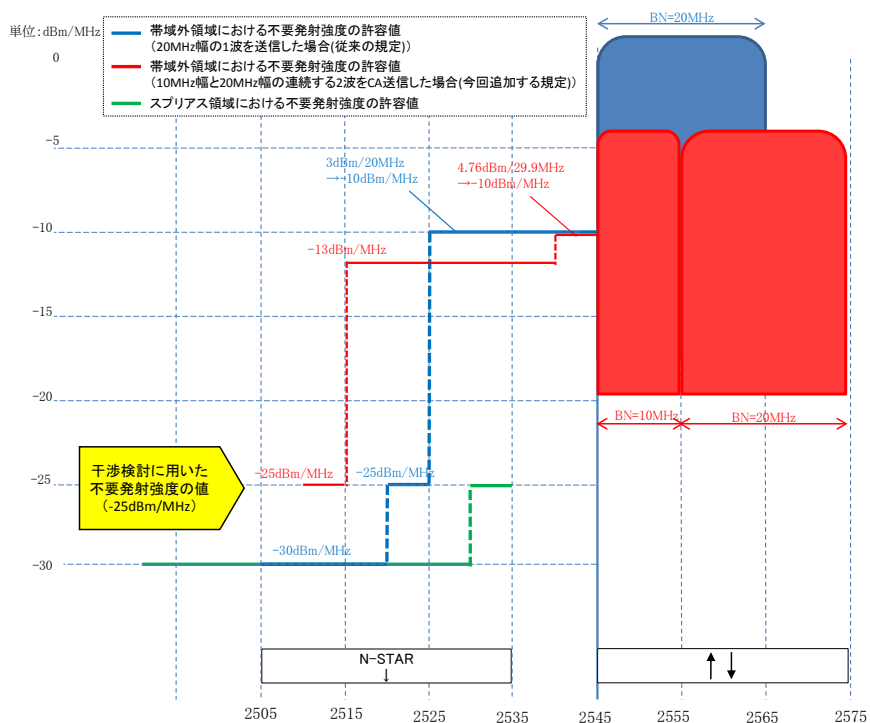 単位:dBm/MHz
帯域外領域における不要発射強度の許容値
(20MHz幅の1波を送信した場合(従来の規定))
帯域外領域における不要発射強度の許容値
(10MHz幅と20MHz幅の連続する2波をCA送信した場合(今回追加する規定))
スプリアス領域における不要発射強度の許容値
BN=20MHz
0
-5
3dBm/20MHz
→-10dBm/MHz
4.76dBm/29.9MHz
→-10dBm/MHz
-10
-13dBm/MHz
-15
-20
BN=10MHz
BN=20MHz
干渉検討に用いた
不要発射強度の値
(-25dBm/MHz)
-25dBm/MHz
-25dBm/MHz
-25
-30dBm/MHz
-30
N-STAR
↓
↑ ↓
2505 2515 2525 2535 2545 2555 2565 2575